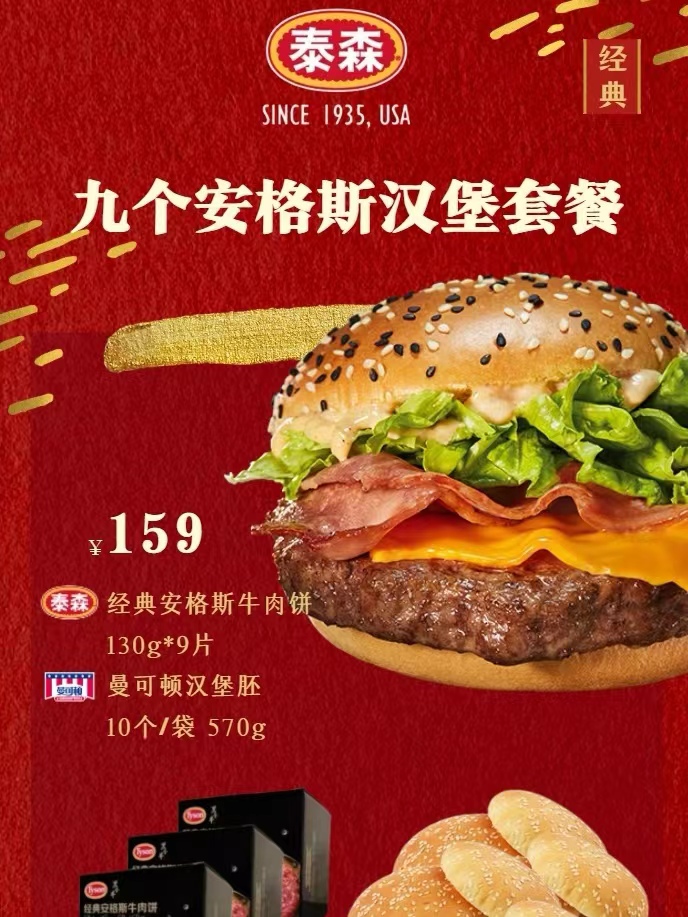 泰森
SINCE 1935, USA
经典
九个安格斯汉堡套餐
¥159
泰森 经典安格斯牛肉饼
130g*9片
曼可顿 曼可顿汉堡胚
10个/袋 570g
Tyson
Tyson
Tyson
经典安格斯牛肉饼